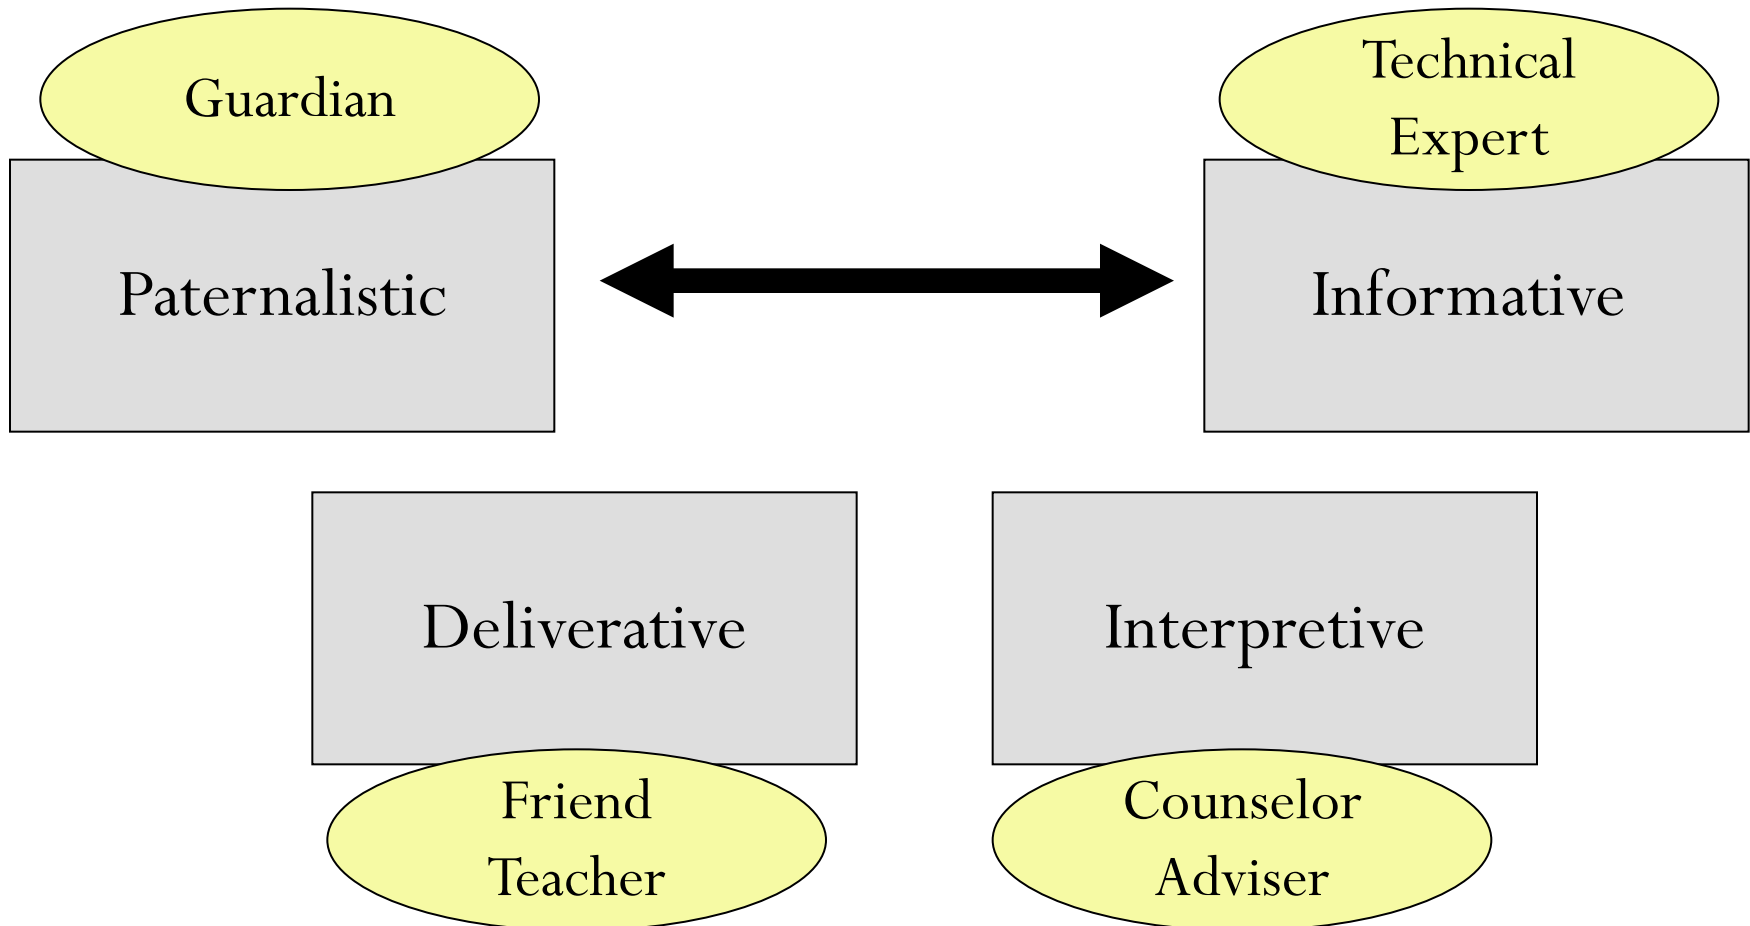 Guardian
Technical
Expert
Paternalistic
Informative
Deliverative
Interpretive
Friend
Teacher
Counselor
Adviser